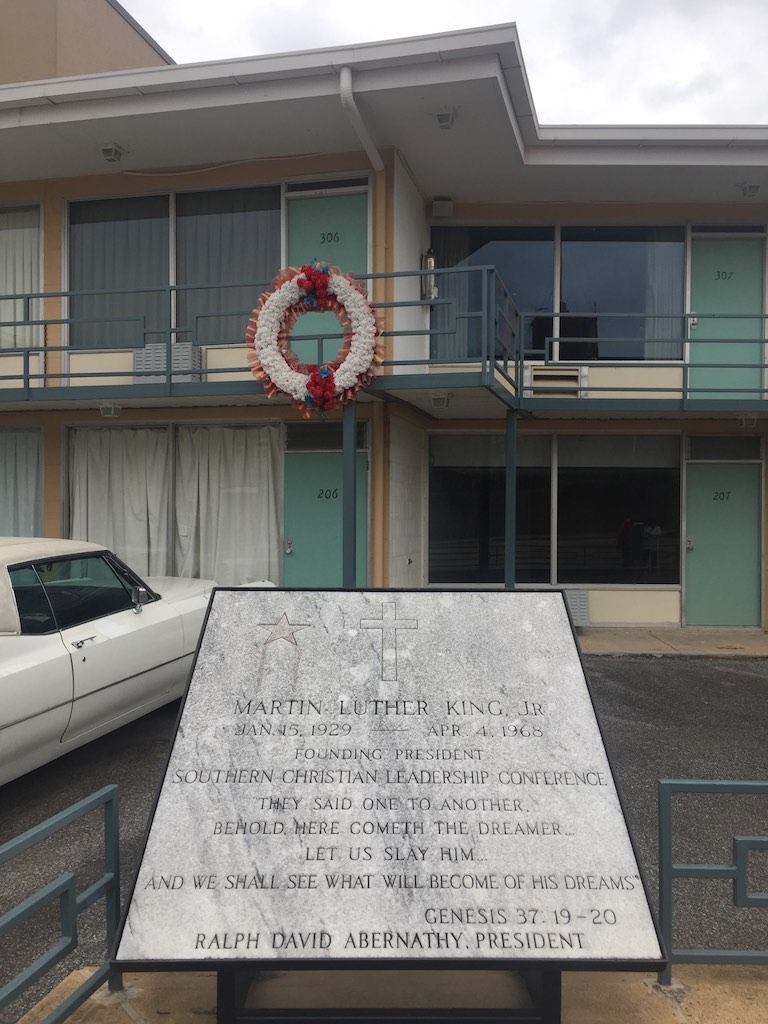 306
307
206
207
MARTIN LUTHER KING, JR
JAN. 15, 1929 — APR. 4, 1968
FOUNDING PRESIDENT
SOUTHERN CHRISTIAN LEADERSHIP CONFERENCE
THEY SAID ONE TO ANOTHER,
BEHOLD, HERE COMETH THE DREAMER...
LET US SLAY HIM...
AND WE SHALL SEE WHAT WILL BECOME OF HIS DREAMS"
GENESIS 37: 19-20
RALPH DAVID ABERNATHY, PRESIDENT